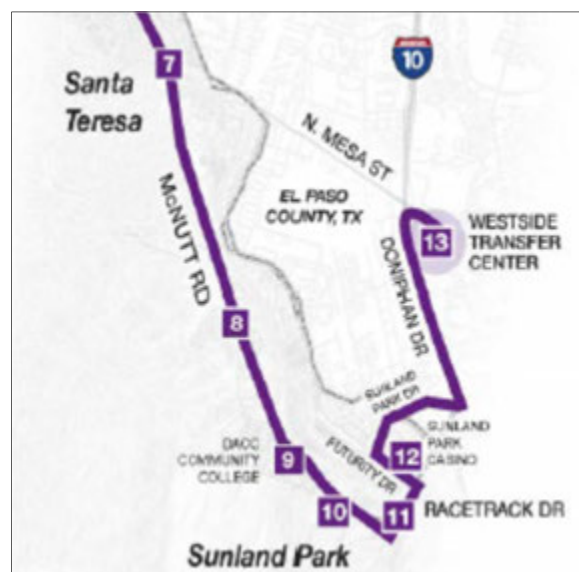 7
Santa
Teresa
10
N. MESA ST
EL PASO
COUNTY, TX
McNUTT RD
13
WESTSIDE
TRANSFER
CENTER
DONIPHAN DR
8
SUNLAND
PARK DR
SUNLAND
PARK
CASINO
DACC
COMMUNITY
COLLEGE
9
FUTURITY DR
12
10
11
RACETRACK DR
Sunland Park